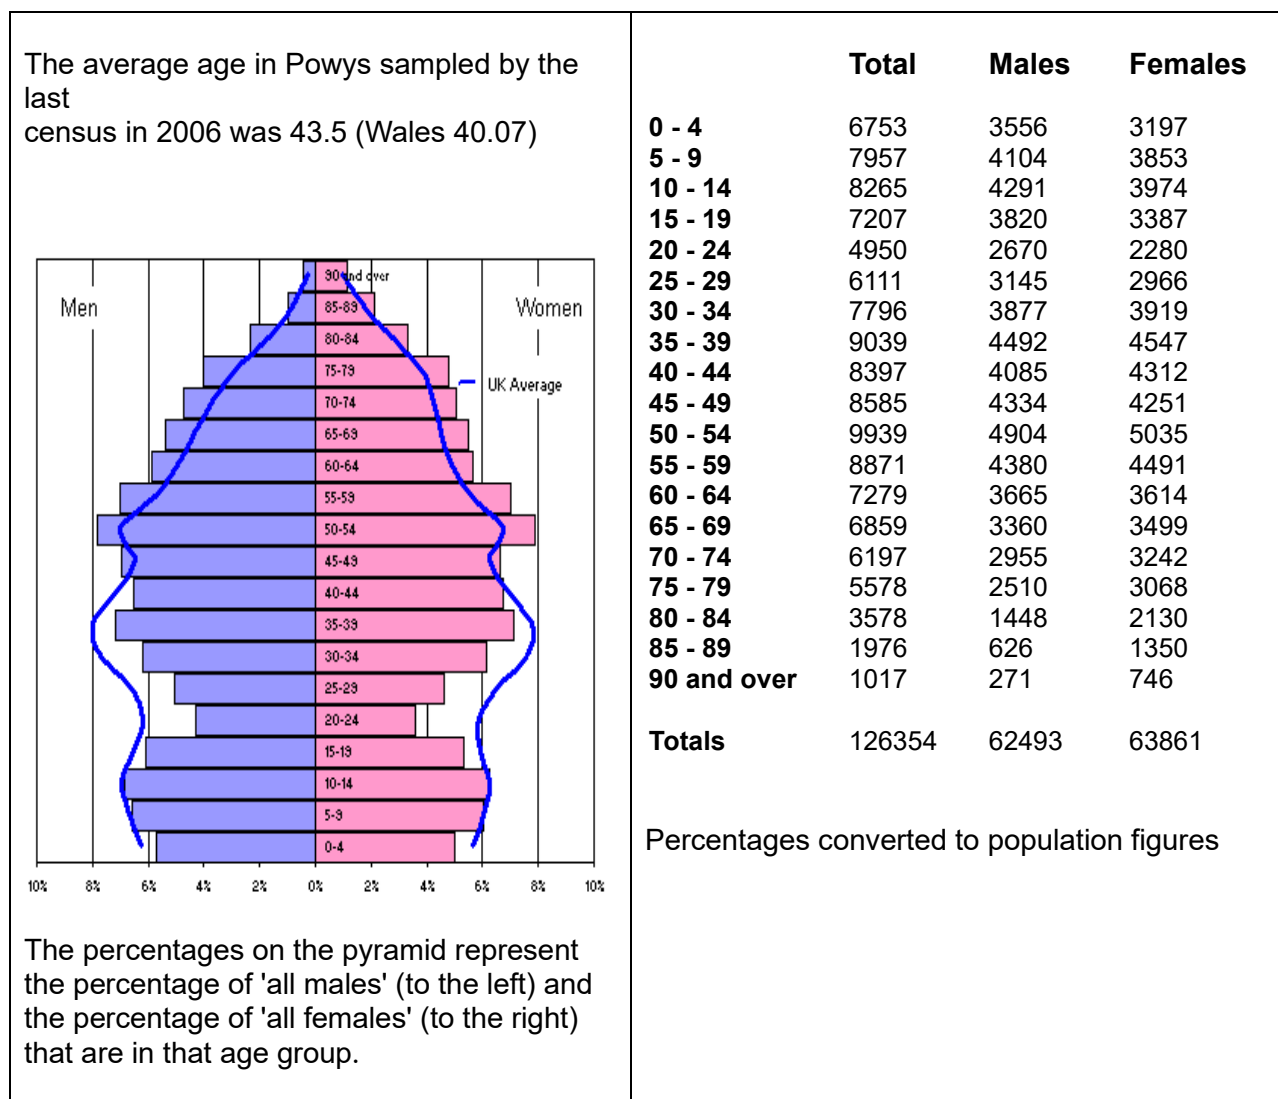 The average age in Powys sampled by the
last
census in 2006 was 43.5 (Wales 40.07)
Men
Women
90 and over
85-89
80-84
75-79
UK Average
70-74
65-69
60-64
55-59
50-54
45-49
40-44
35-39
30-34
25-29
20-24
15-19
10-14
5-9
0-4
10% 8% 6% 4% 2% 0% 2% 4% 6% 8% 10%
The percentages on the pyramid represent
the percentage of 'all males' (to the left) and
the percentage of 'all females' (to the right)
that are in that age group.
Total Males Females
0 - 4 6753 3556 3197
5 - 9 7957 4104 3853
10 - 14 8265 4291 3974
15 - 19 7207 3820 3387
20 - 24 4950 2670 2280
25 - 29 6111 3145 2966
30 - 34 7796 3877 3919
35 - 39 9039 4492 4547
40 - 44 8397 4085 4312
45 - 49 8585 4334 4251
50 - 54 9939 4904 5035
55 - 59 8871 4380 4491
60 - 64 7279 3665 3614
65 - 69 6859 3360 3499
70 - 74 6197 2955 3242
75 - 79 5578 2510 3068
80 - 84 3578 1448 2130
85 - 89 1976 626 1350
90 and over 1017 271 746
Totals 126354 62493 63861
Percentages converted to population figures